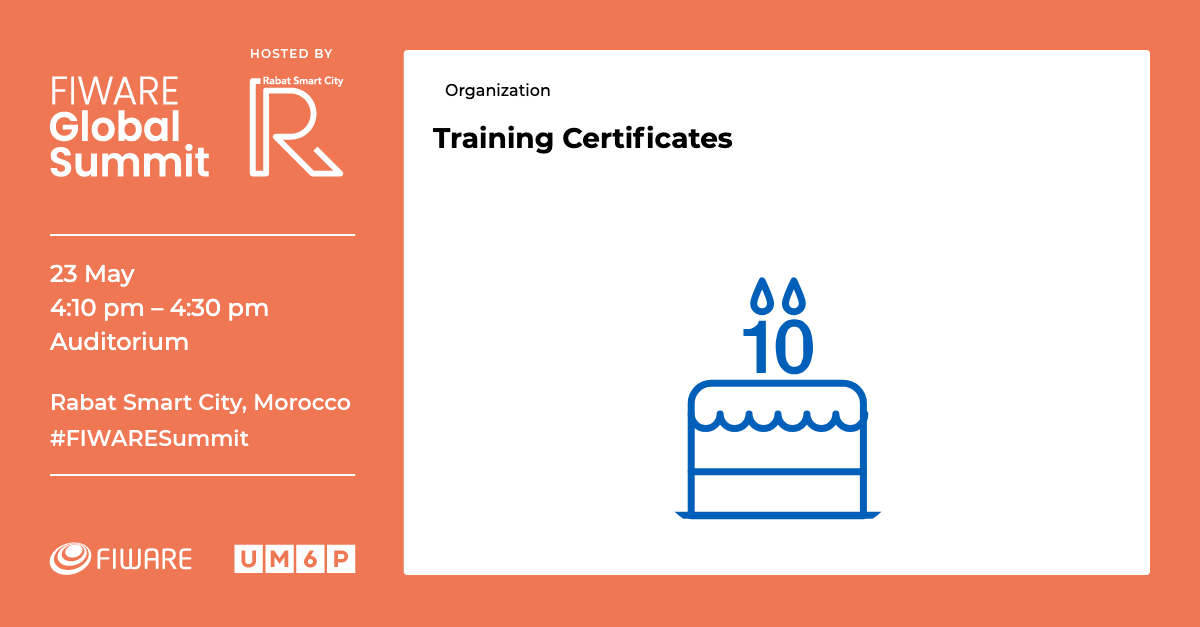 HOSTED BY
Rabat Smart City
R
FIWARE
Global
Summit
23 May
4:10 pm – 4:30 pm
Auditorium
Rabat Smart City, Morocco
#FIWARESummit
FIWARE
UM6P
Organization
Training Certificates
10